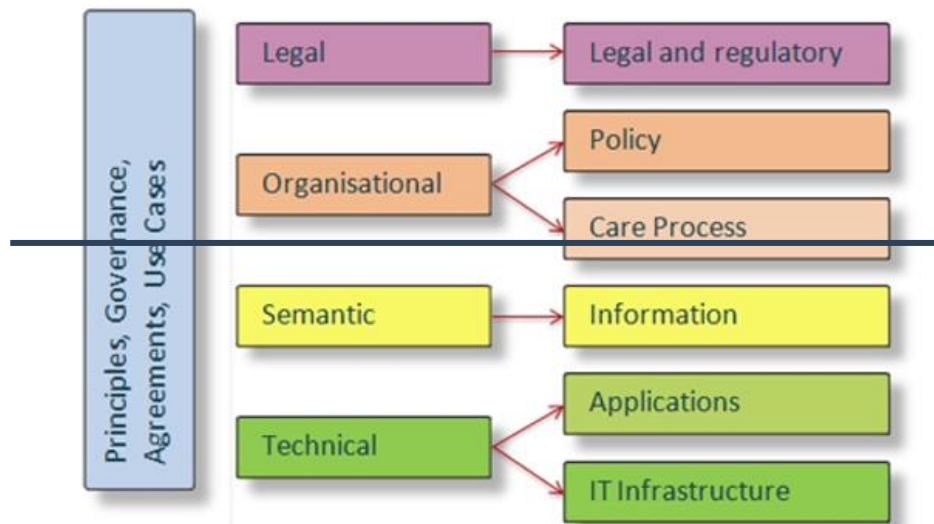 Principles, Governance,
Agreements, Use Cases
Legal
Legal and regulatory
Organisational
Policy
Care Process
Semantic
Information
Technical
Applications
IT Infrastructure